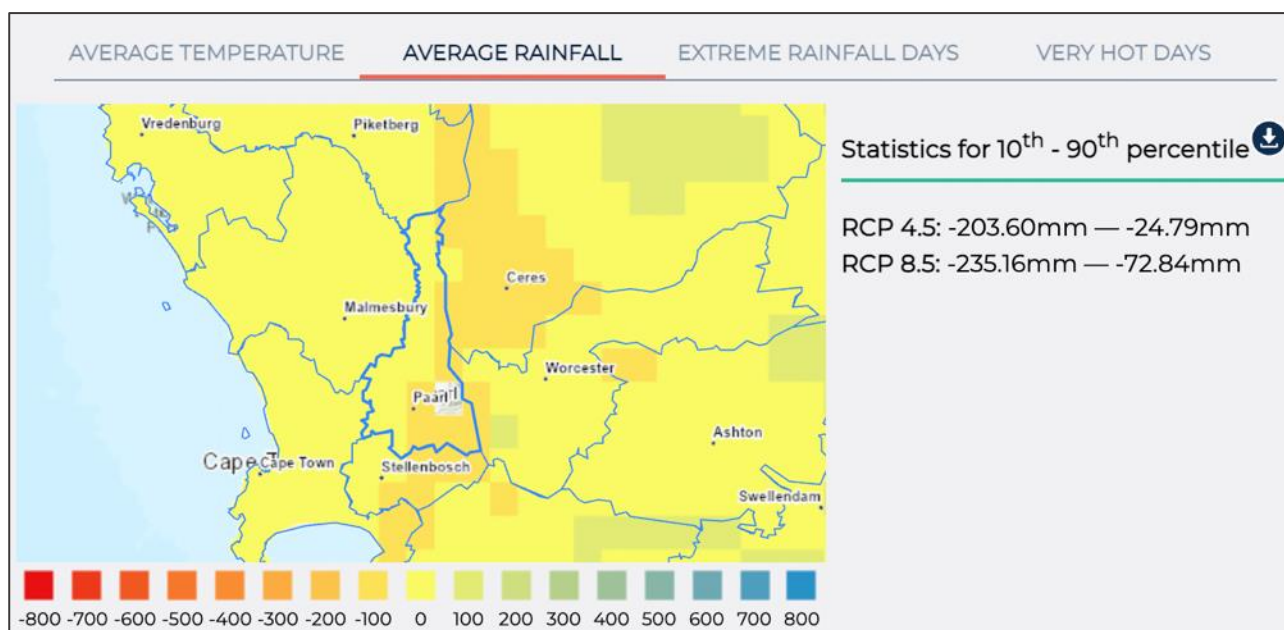 AVERAGE TEMPERATURE AVERAGE RAINFALL EXTREME RAINFALL DAYS VERY HOT DAYS
Vredenburg
Piketberg
Statistics for 10th - 90th percentile
RCP 4.5: -203.60mm — -24.79mm
RCP 8.5: -235.16mm — -72.84mm
Ceres
Malmesbury
Worcester
Paarl
Ashton
Cape Cape Town
Stellenbosch
Swellendam
-800 -700 -600 -500 -400 -300 -200 -100 0 100 200 300 400 500 600 700 800